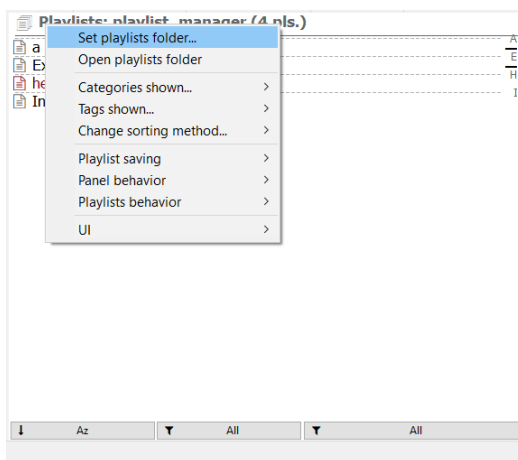 Playlists: playlist_manager (4 pls.)
Set playlists folder...
a
A
Open playlists folder
Ex
E
he
H
Categories shown...
In
I
Tags shown...
Change sorting method...
Playlist saving
Panel behavior
Playlists behavior
UI
Az
All
All